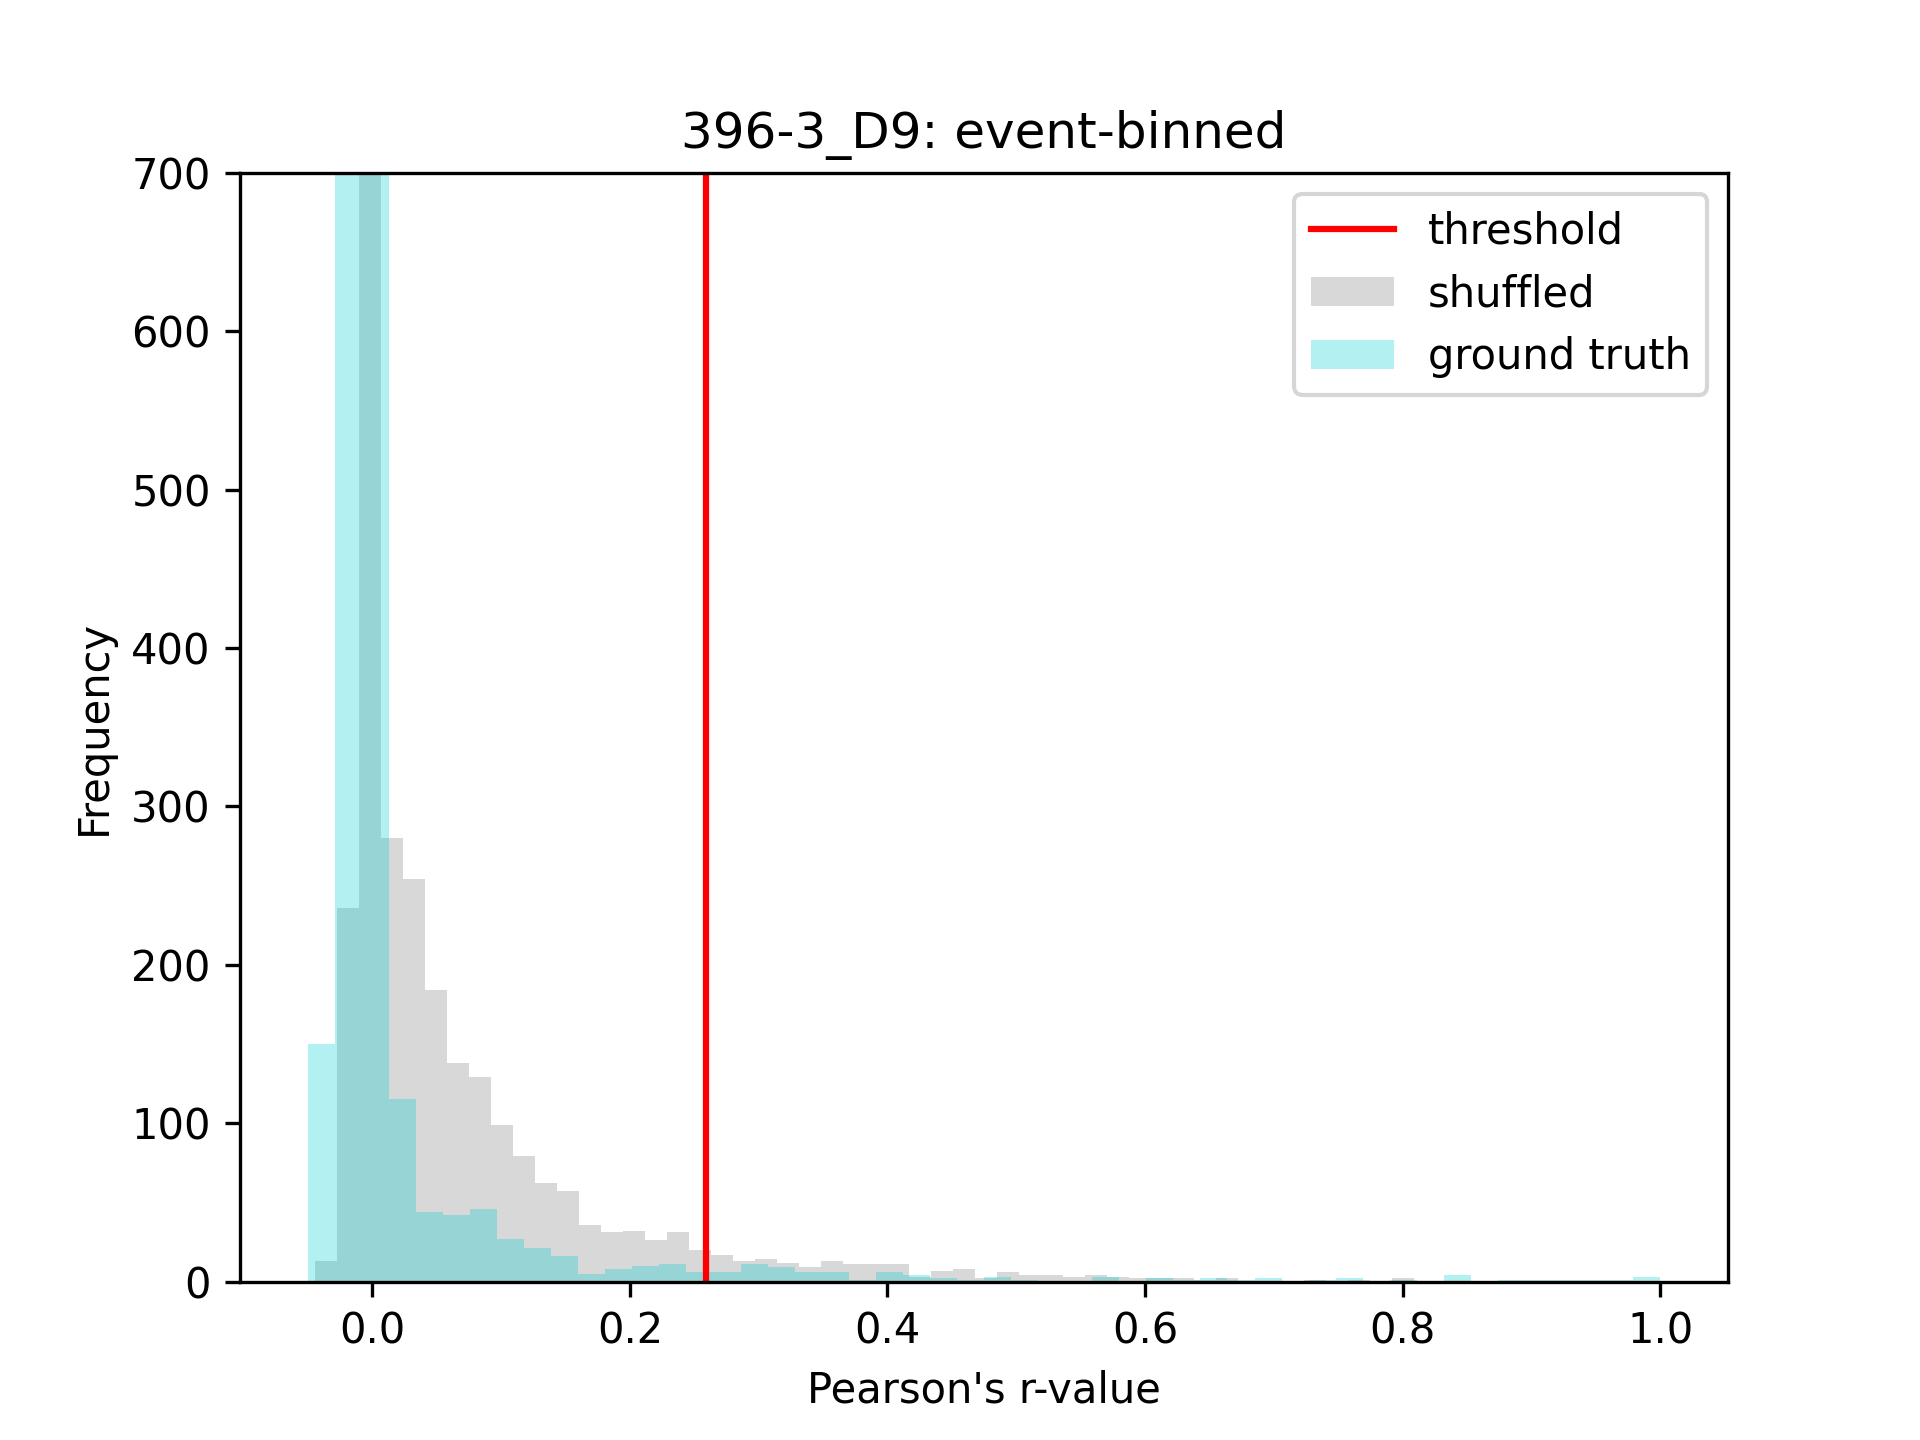 396-3_D9: event-binned
700
600
500
400
300
200
100
0
Frequency
threshold
shuffled
ground truth
0.0 0.2 0.4 0.6 0.8 1.0
Pearson's r-value